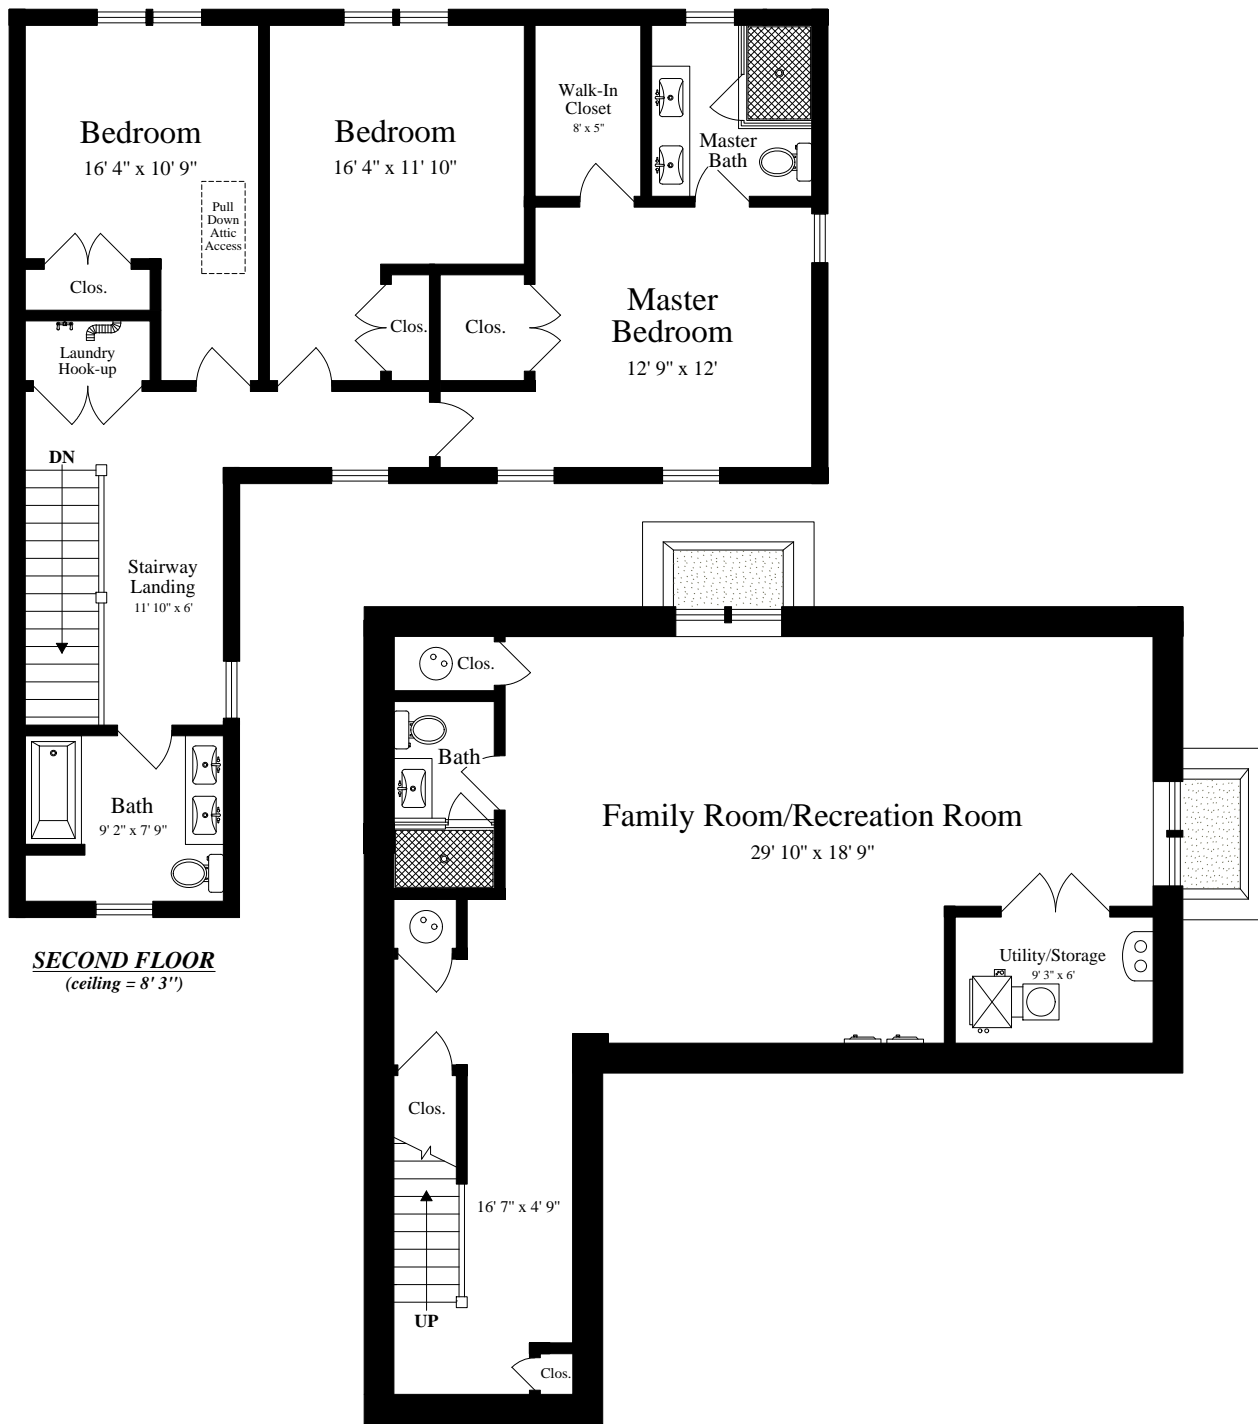 Bedroom
16' 4" x 10' 9"
Pull
Down
Attic
Access
Clos.
Laundry
Hook-up
Bedroom
16' 4" x 11' 10"
Clos.
Clos.
Walk-In
Closet
8' x 5"
Master
Bath
Master
Bedroom
12' 9" x 12'
DN
Stairway
Landing
11' 10" x 6'
Bath
9' 2" x 7' 9"
SECOND FLOOR
(ceiling = 8' 3")
Clos.
Bath
Family Room/Recreation Room
29' 10" x 18' 9"
Utility/Storage
9' 3" x 6'
Clos.
16' 7" x 4' 9"
UP
Clos.